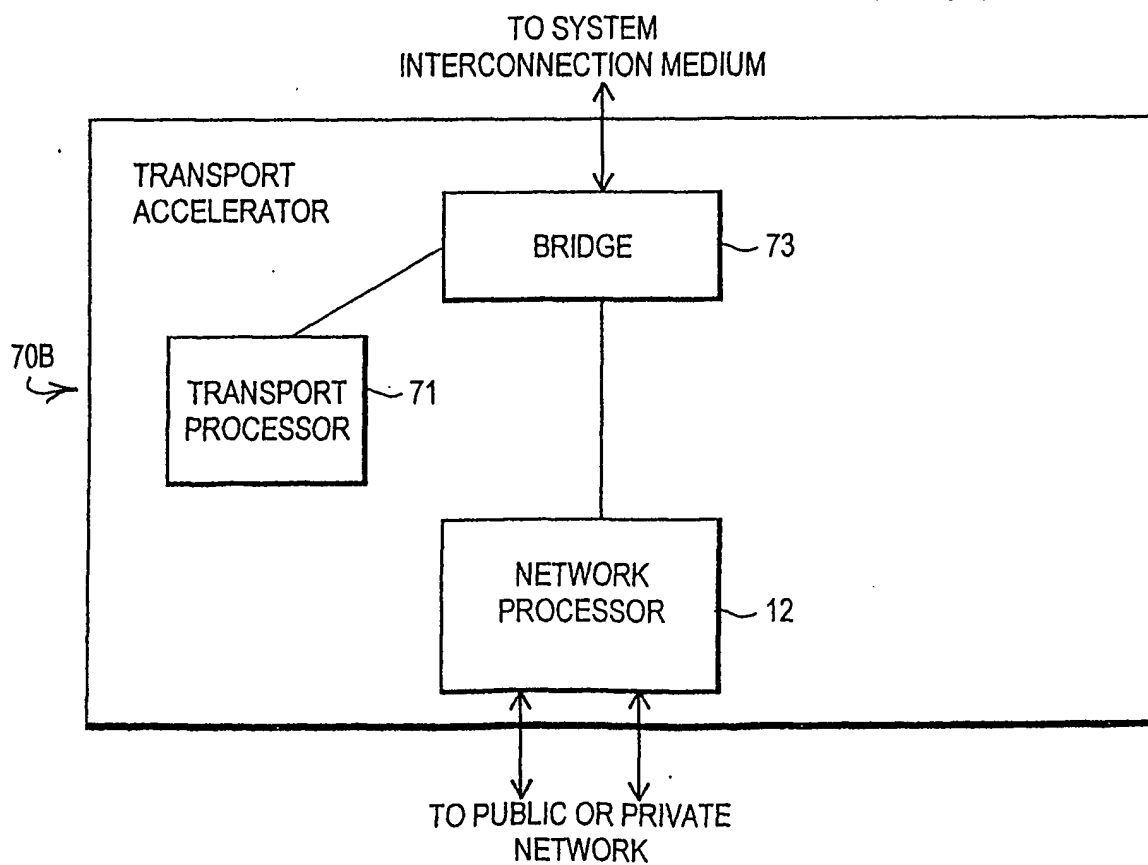 TO SYSTEM
INTERCONNECTION MEDIUM
TRANSPORT
ACCELERATOR
BRIDGE
73
70B
TRANSPORT
PROCESSOR
71
NETWORK
PROCESSOR
12
TO PUBLIC OR PRIVATE
NETWORK